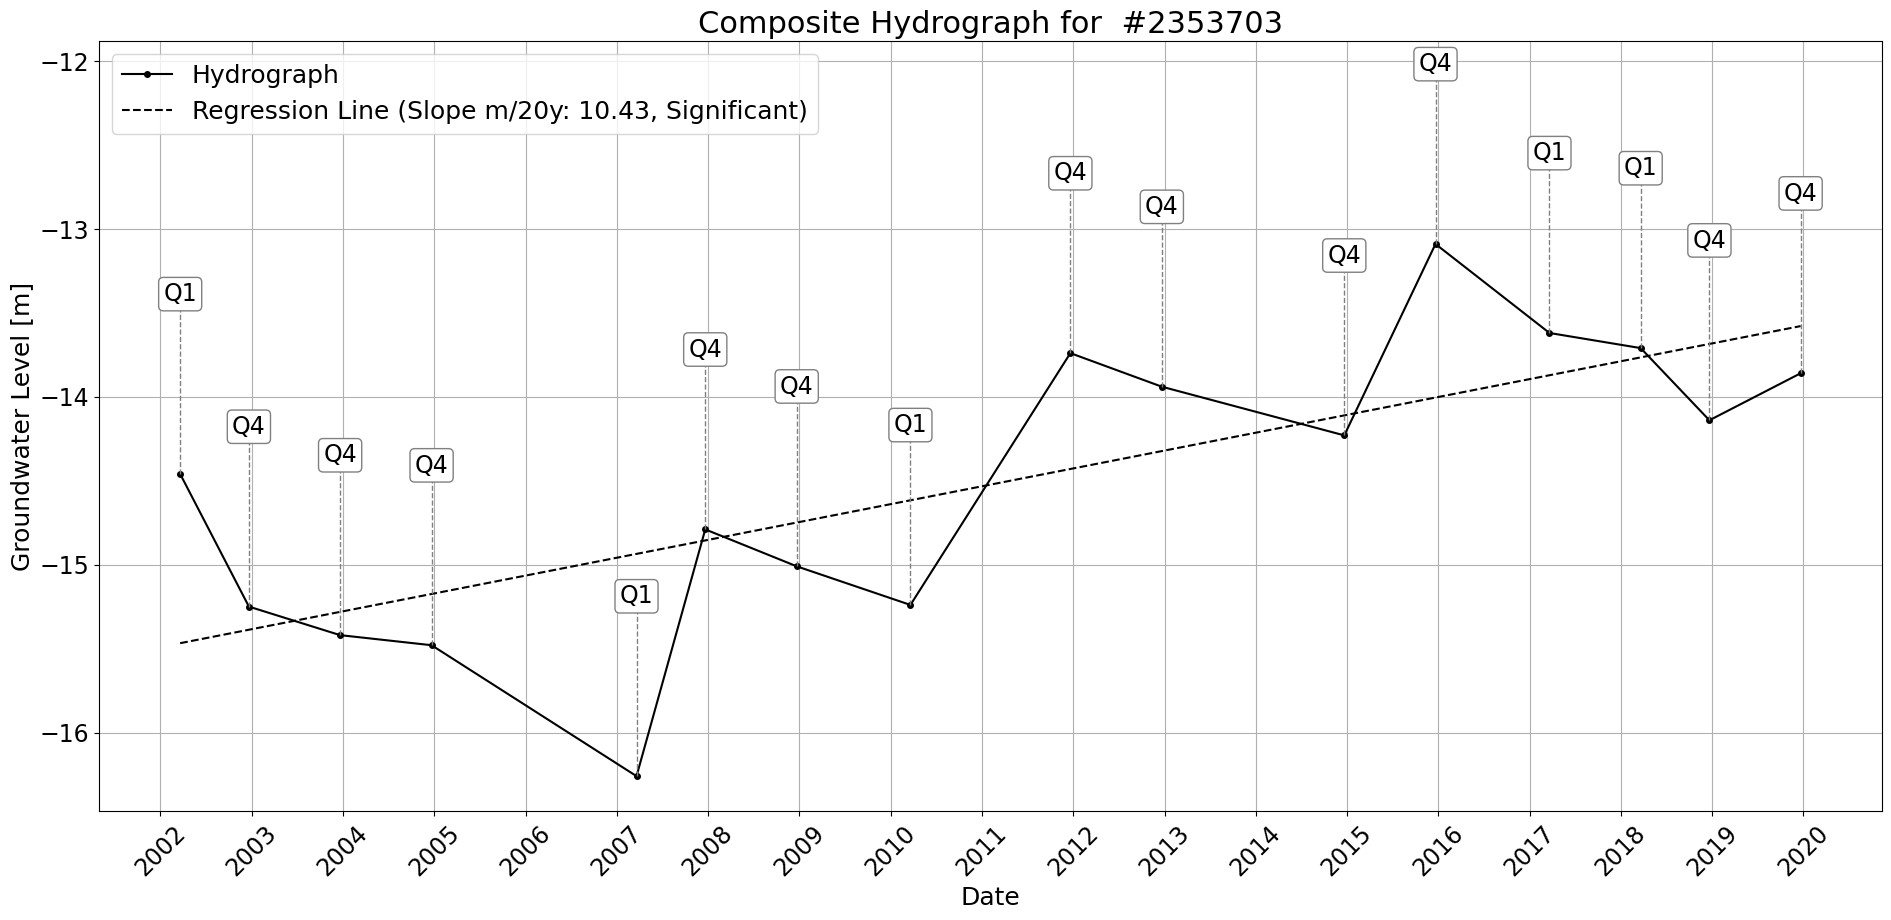 Composite Hydrograph for  #2353703
Hydrograph
Regression Line (Slope m/20y: 10.43, Significant)
Groundwater Level [m]
−12
−13
−14
−15
−16
Q1
Q4
Q4
Q4
Q1
Q4
Q4
Q1
Q4
Q4
Q4
Q4
Q1
Q1
Q4
Q4
2002
2003
2004
2005
2006
2007
2008
2009
2010
2011
2012
2013
2014
2015
2016
2017
2018
2019
2020
Date